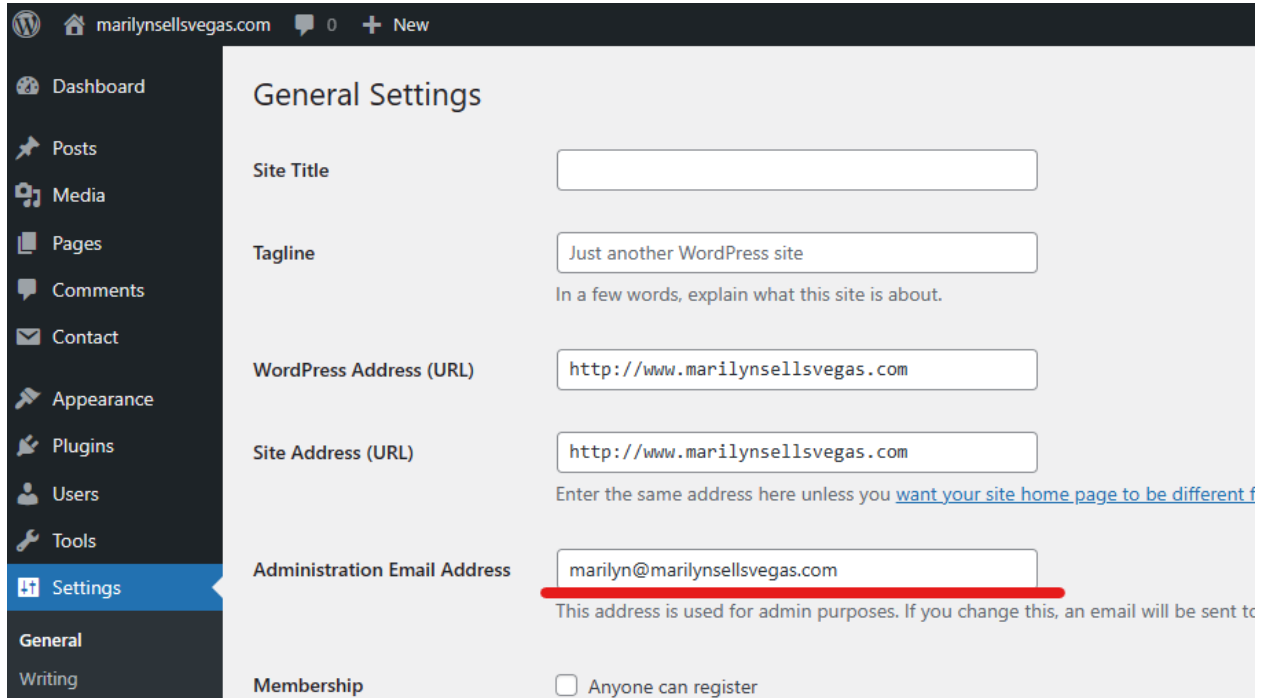 marilynsellsvegas.com 0 New
Dashboard
Posts
Media
Pages
Comments
Contact
Appearance
Plugins
Users
Tools
Settings
General
Writing
General Settings
Site Title
Tagline
Just another WordPress site
In a few words, explain what this site is about.
WordPress Address (URL)
http://www.marilynsellsvegas.com
Site Address (URL)
http://www.marilynsellsvegas.com
Enter the same address here unless you want your site home page to be different f
Administration Email Address
marilyn@marilynsellsvegas.com
This address is used for admin purposes. If you change this, an email will be sent to
Membership
Anyone can register